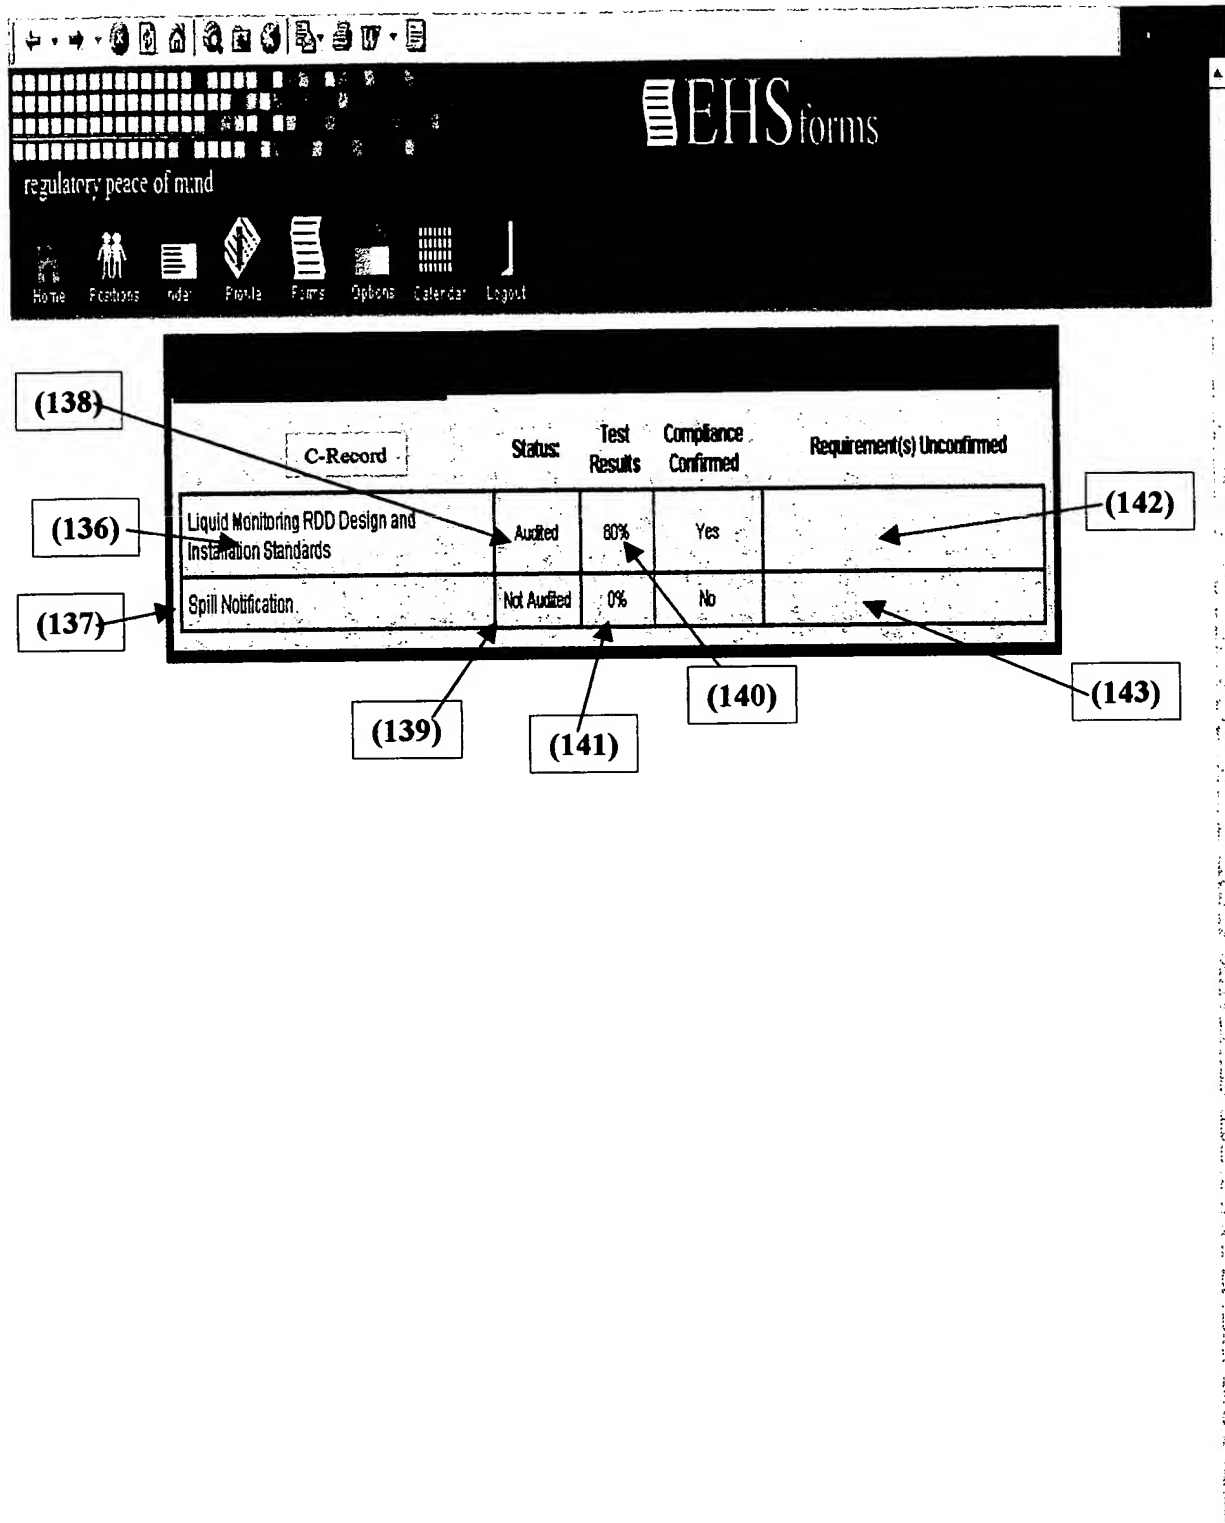 EHS forms
regulatory peace of mind
Home Positions Profile Forms Options Calendar Logout
(138)
C-Record
Status:
Test
Results
Compliance
Confirmed
Requirement(s) Unconfirmed
(136)
Liquid Monitoring RDD Design and
Installation Standards
Audited
80%
Yes
(142)
(137)
Spill Notification
Not Audited
0%
No
(139)
(141)
(140)
(143)